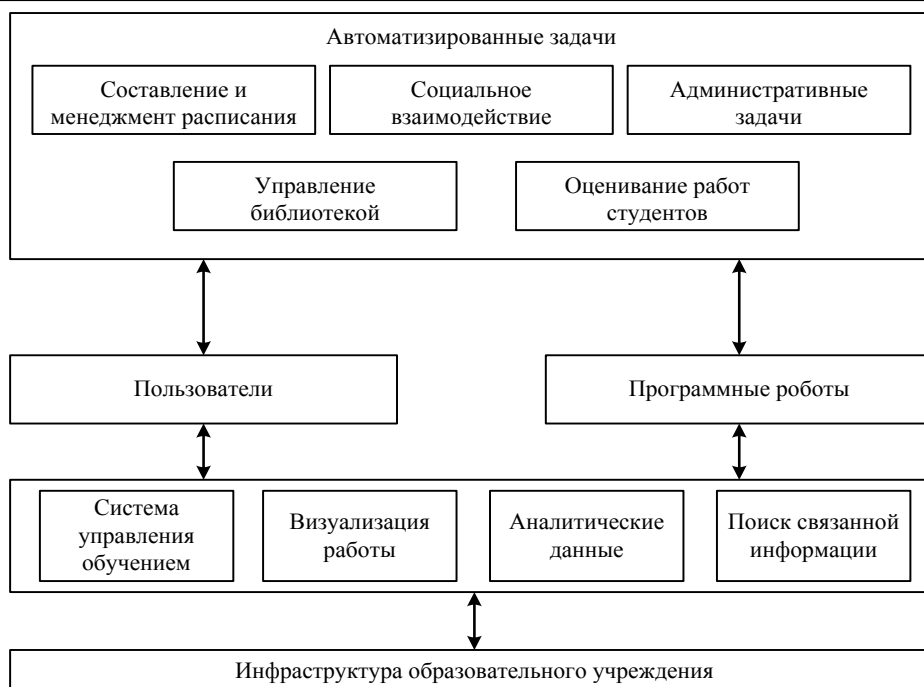 Автоматизированные задачи
Составление и
менеджмент расписания
Социальное
взаимодействие
Административные
задачи
Управление
библиотекой
Оценивание работ
студентов
Пользователи
Программные роботы
Система
управления
обучением
Визуализация
работы
Аналитические
данные
Поиск связанной
информации
Инфраструктура образовательного учреждения